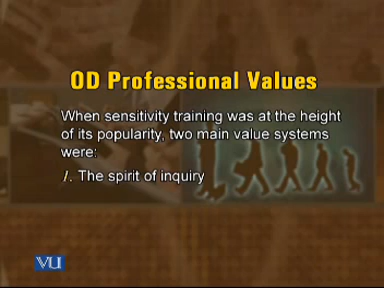 OD Professional Values
When sensitivity training was at the height
of its popularity, two main value systems
were:
1. The spirit of inquiry
VU